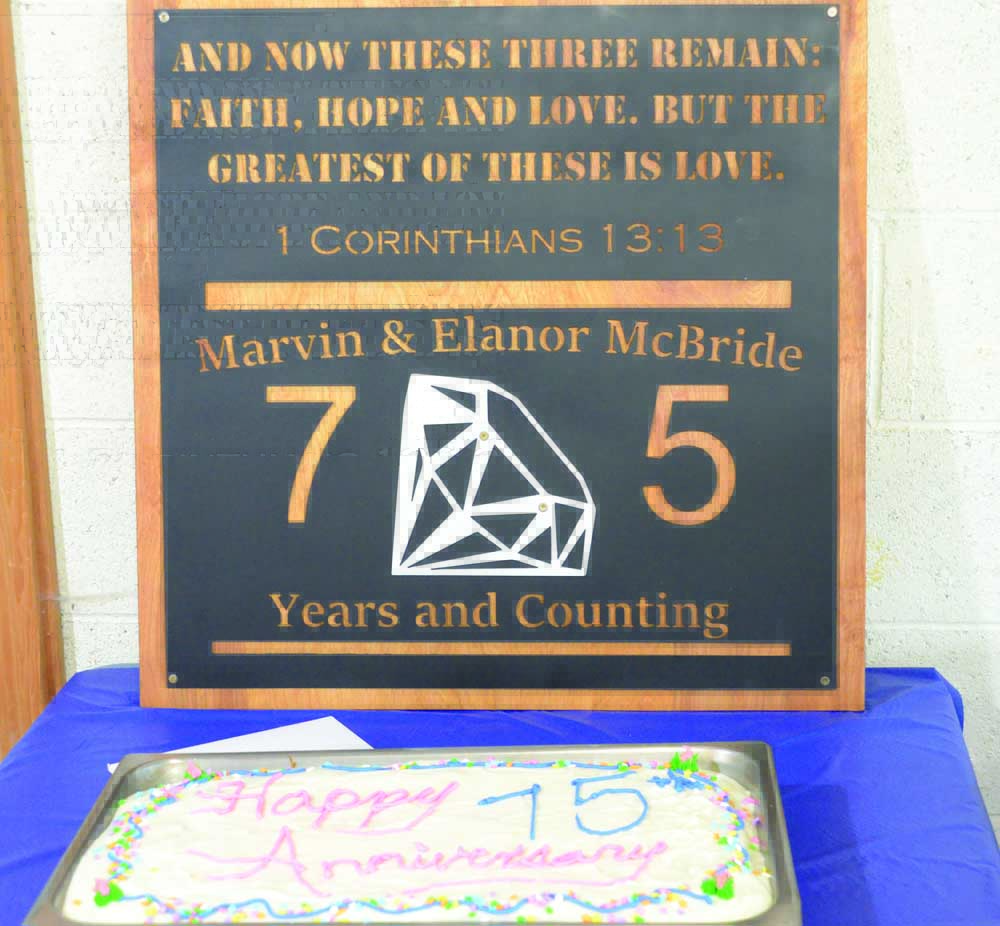 AND NOW THESE THREE REMAIN:
FAITH, HOPE AND LOVE. BUT THE
GREATEST OF THESE IS LOVE.
1 CORINTHIANS 13:13
Marvin & Elanor McBride
7 5
Years and Counting
Happy 75th
Anniversary